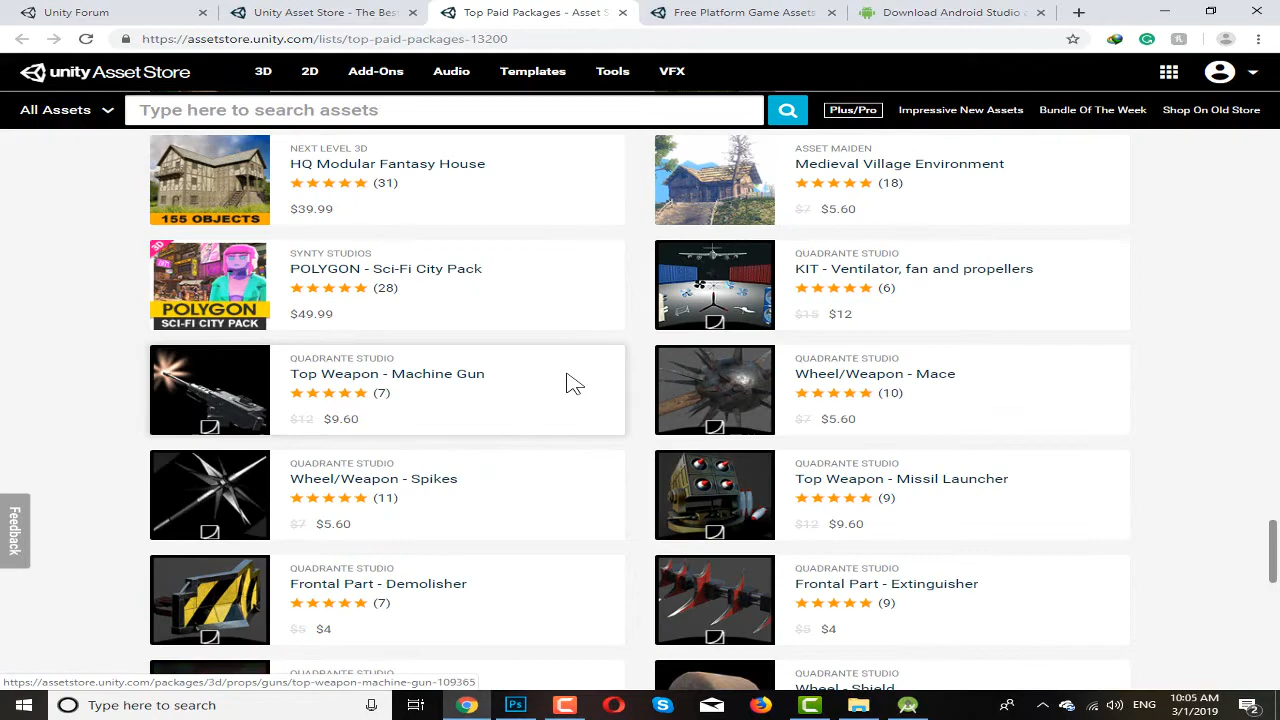 Unity Forum
Unity Asset Store - The Best
Top Paid Packages - Asset S
Free Platform Game Assets
Download Android Studio
https://assetstore.unity.com/lists/top-paid-packages-13200
unity Asset Store
3D 2D Add-Ons Audio Templates Tools VFX
All Assets
Type here to search assets
Plus/Pro Impressive New Assets Bundle Of The Week Shop On Old Store
155 OBJECTS
NEXT LEVEL 3D
HQ Modular Fantasy House
(31)
$39.99
ASSET MAIDEN
Medieval Village Environment
(18)
$7 $5.60
3D
POLYGON
SCI-FI CITY PACK
SYNTY STUDIOS
POLYGON - Sci-Fi City Pack
(28)
$49.99
QUADRANTE STUDIO
KIT - Ventilator, fan and propellers
(6)
$15 $12
QUADRANTE STUDIO
Top Weapon - Machine Gun
(7)
$12 $9.60
QUADRANTE STUDIO
Wheel/Weapon - Mace
(10)
$7 $5.60
QUADRANTE STUDIO
Wheel/Weapon - Spikes
(11)
$7 $5.60
QUADRANTE STUDIO
Top Weapon - Missil Launcher
(9)
$12 $9.60
QUADRANTE STUDIO
Frontal Part - Demolisher
(7)
$5 $4
QUADRANTE STUDIO
Frontal Part - Extinguisher
(9)
$5 $4
QUADRANTE STUDIO
QUADRANTE STUDIO
Wheel - Shield
Feedback
https://assetstore.unity.com/packages/3d/props/guns/top-weapon-machine-gun-109365
Type here to search
Ps
ENG
10:05 AM
3/1/2019
2